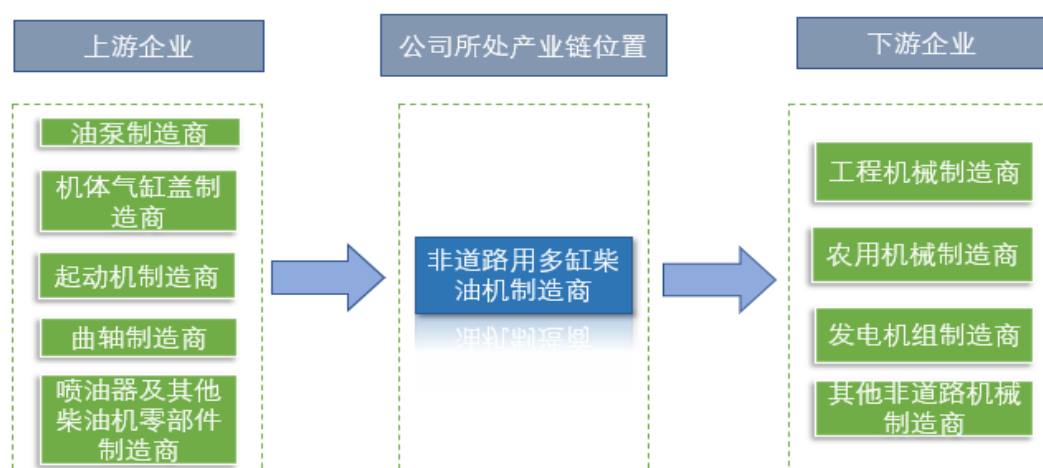 上游企业
公司所处产业链位置
下游企业
油泵制造商
机体气缸盖制
造商
起动机制造商
曲轴制造商
喷油器及其他
柴油机零部件
制造商
非道路用多缸柴
油机制造商
工程机械制造商
农用机械制造商
发电机组制造商
其他非道路机械
制造商